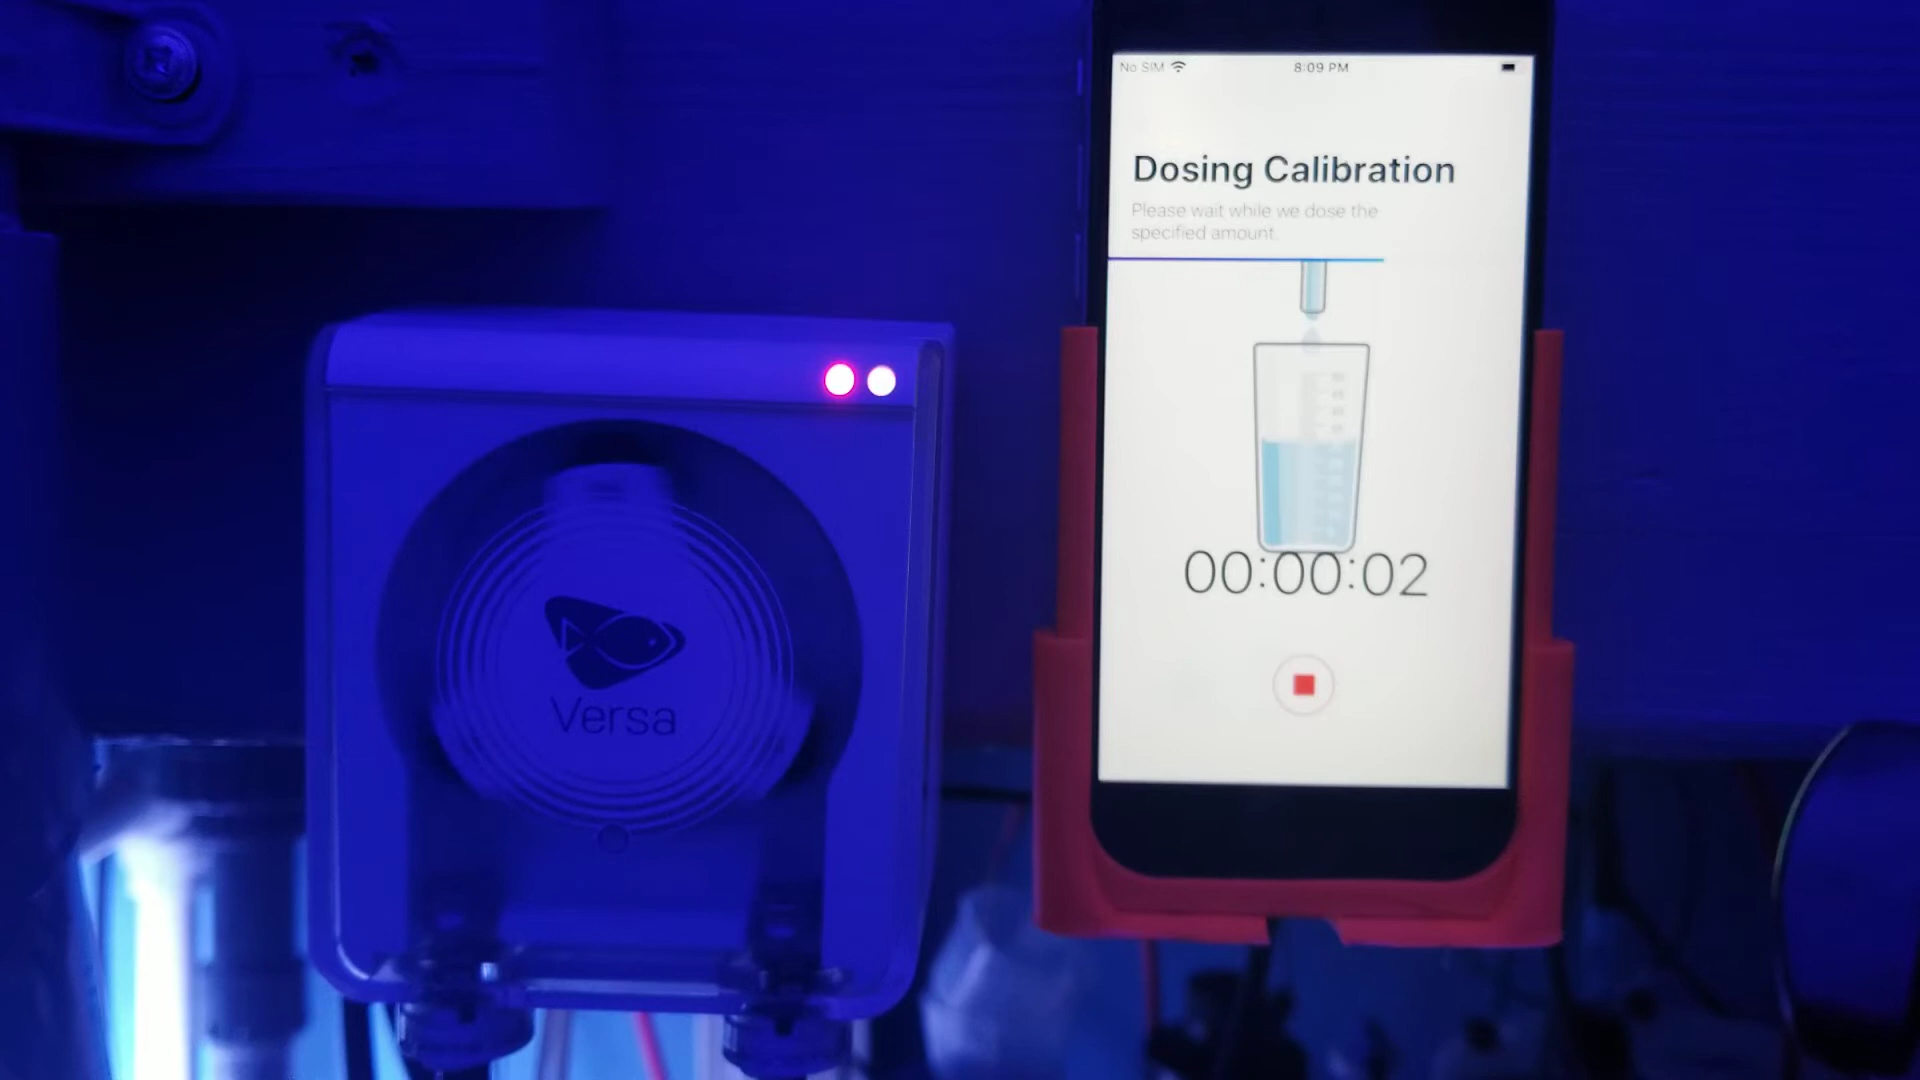 No SIM 8:09 PM
Dosing Calibration
Please wait while we dose the
specified amount.
00:00:02
Versa